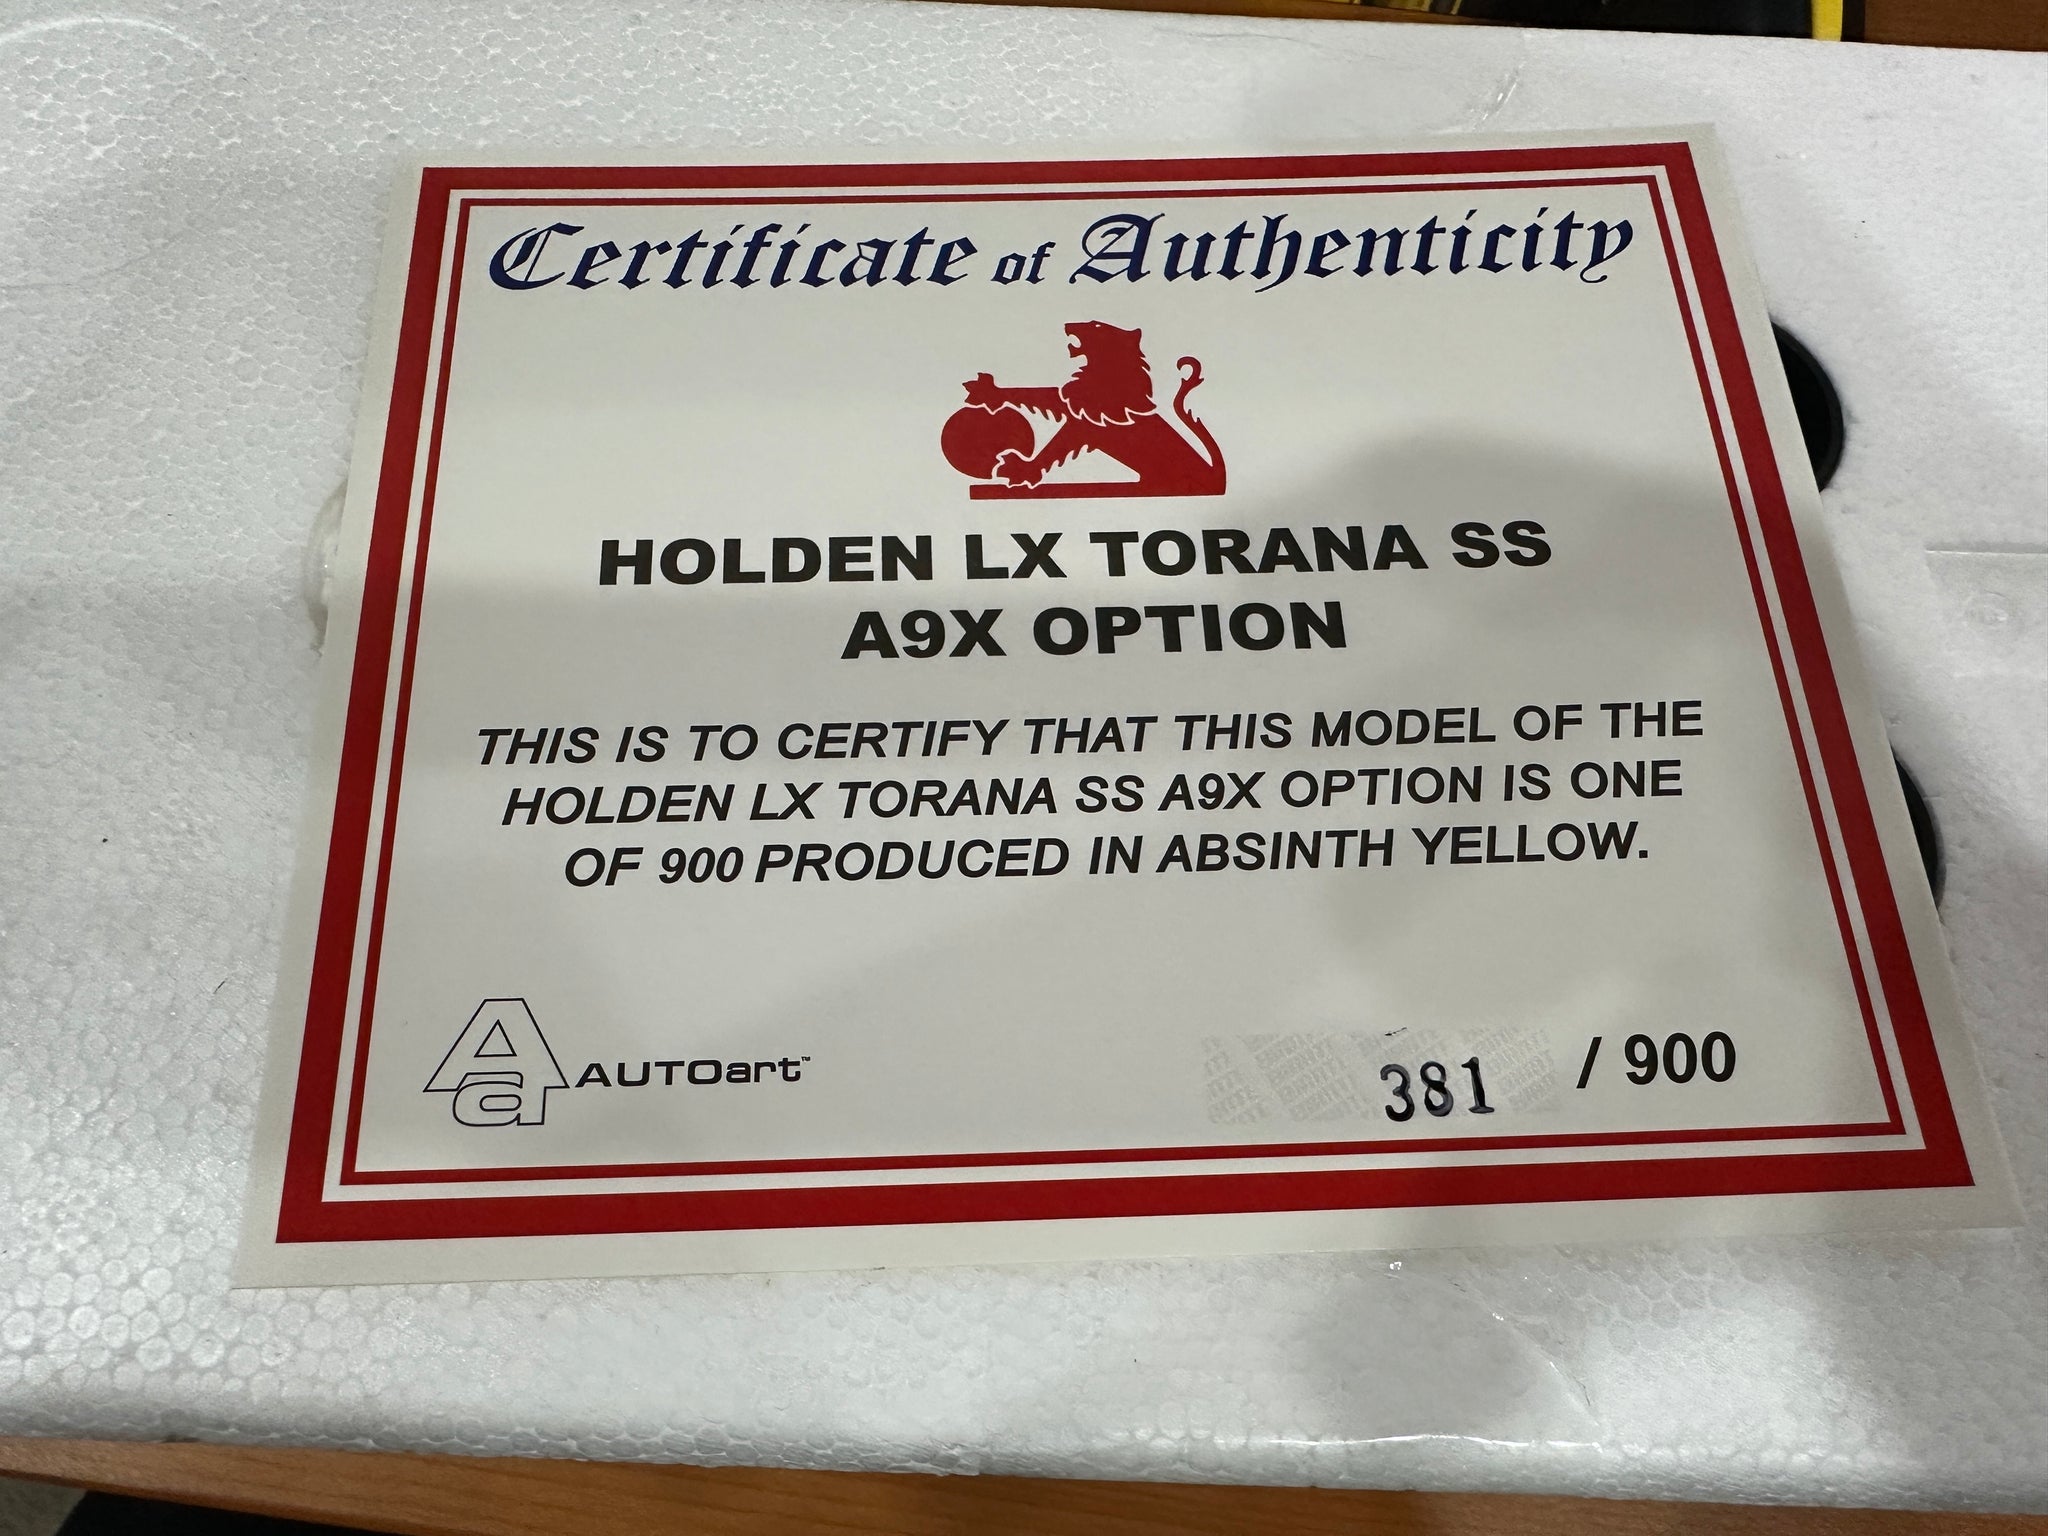 Certificate of Authenticity
HOLDEN LX TORANA SS
A9X OPTION
THIS IS TO CERTIFY THAT THIS MODEL OF THE
HOLDEN LX TORANA SS A9X OPTION IS ONE
OF 900 PRODUCED IN ABSINTH YELLOW.
Aa AUTOart™ 381 / 900